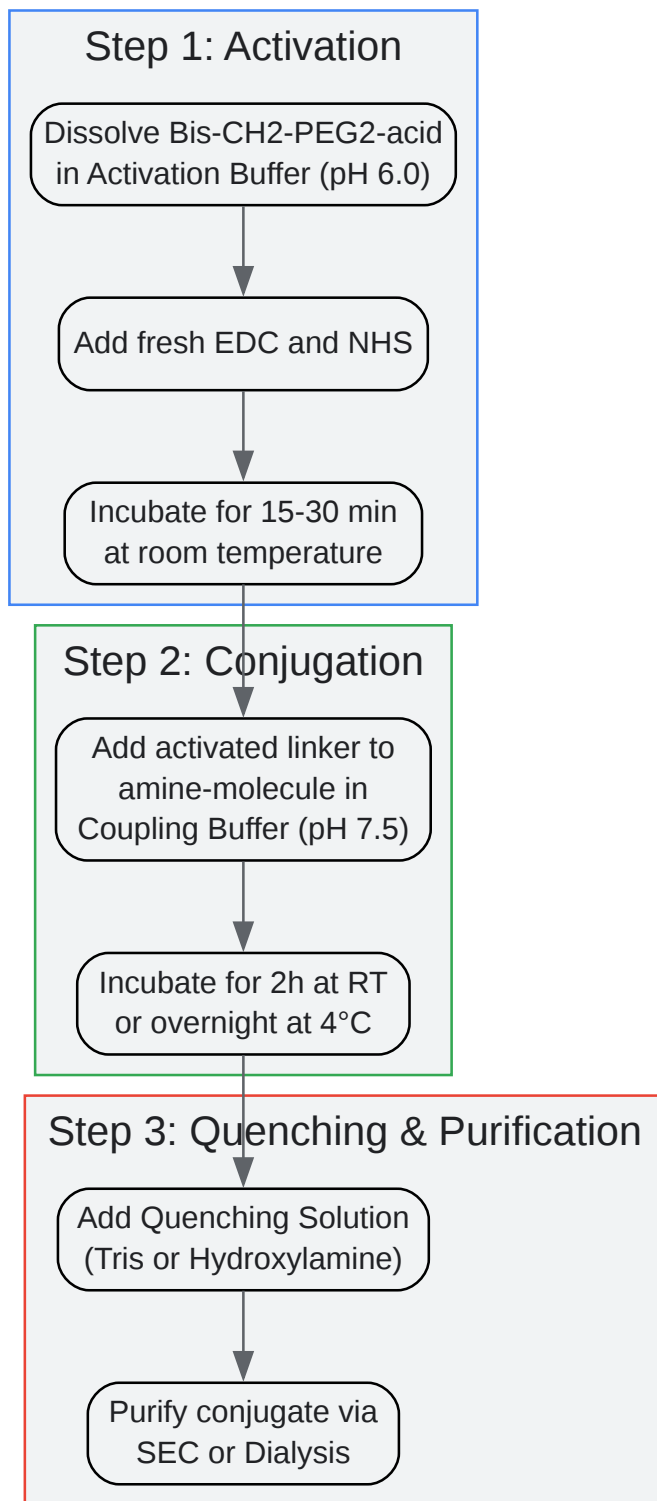 Step 1: Activation
Dissolve Bis-CH2-PEG2-acid
in Activation Buffer (pH 6.0)
Add fresh EDC and NHS
Incubate for 15-30 min
at room temperature
Step 2: Conjugation
Add activated linker to
amine-molecule in
Coupling Buffer (pH 7.5)
Incubate for 2h at RT
or overnight at 4°C
Step 3: Quenching & Purification
Add Quenching Solution
(Tris or Hydroxylamine)
Purify conjugate via
SEC or Dialysis